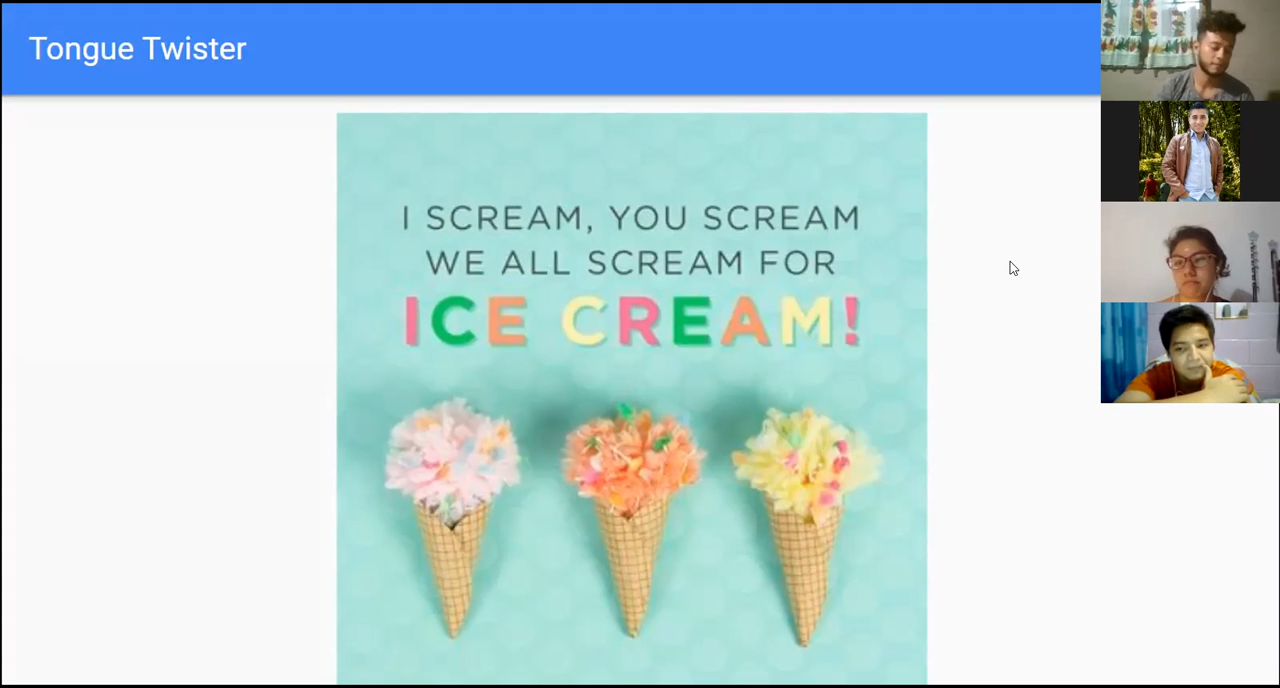 Tongue Twister
I SCREAM, YOU SCREAM
WE ALL SCREAM FOR
ICE CREAM!